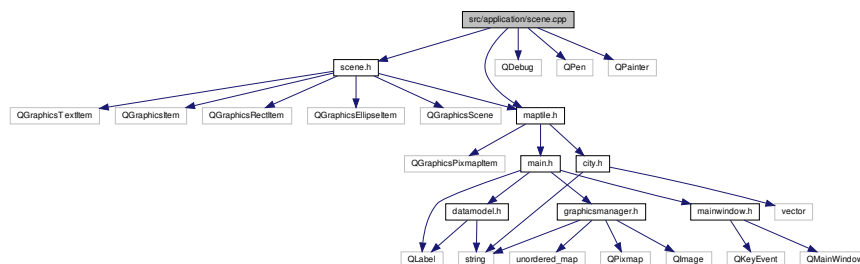 src/application/scene.cpp
scene.h
QDebug
QPen
QPainter
QGraphicsTextItem
QGraphicsItem
QGraphicsRectItem
QGraphicsEllipseItem
QGraphicsScene
maptile.h
QGraphicsPixmapItem
main.h
city.h
datamodel.h
graphicsmanager.h
mainwindow.h
vector
QLabel
string
unordered_map
QPixmap
QImage
QKeyEvent
QMainWindow